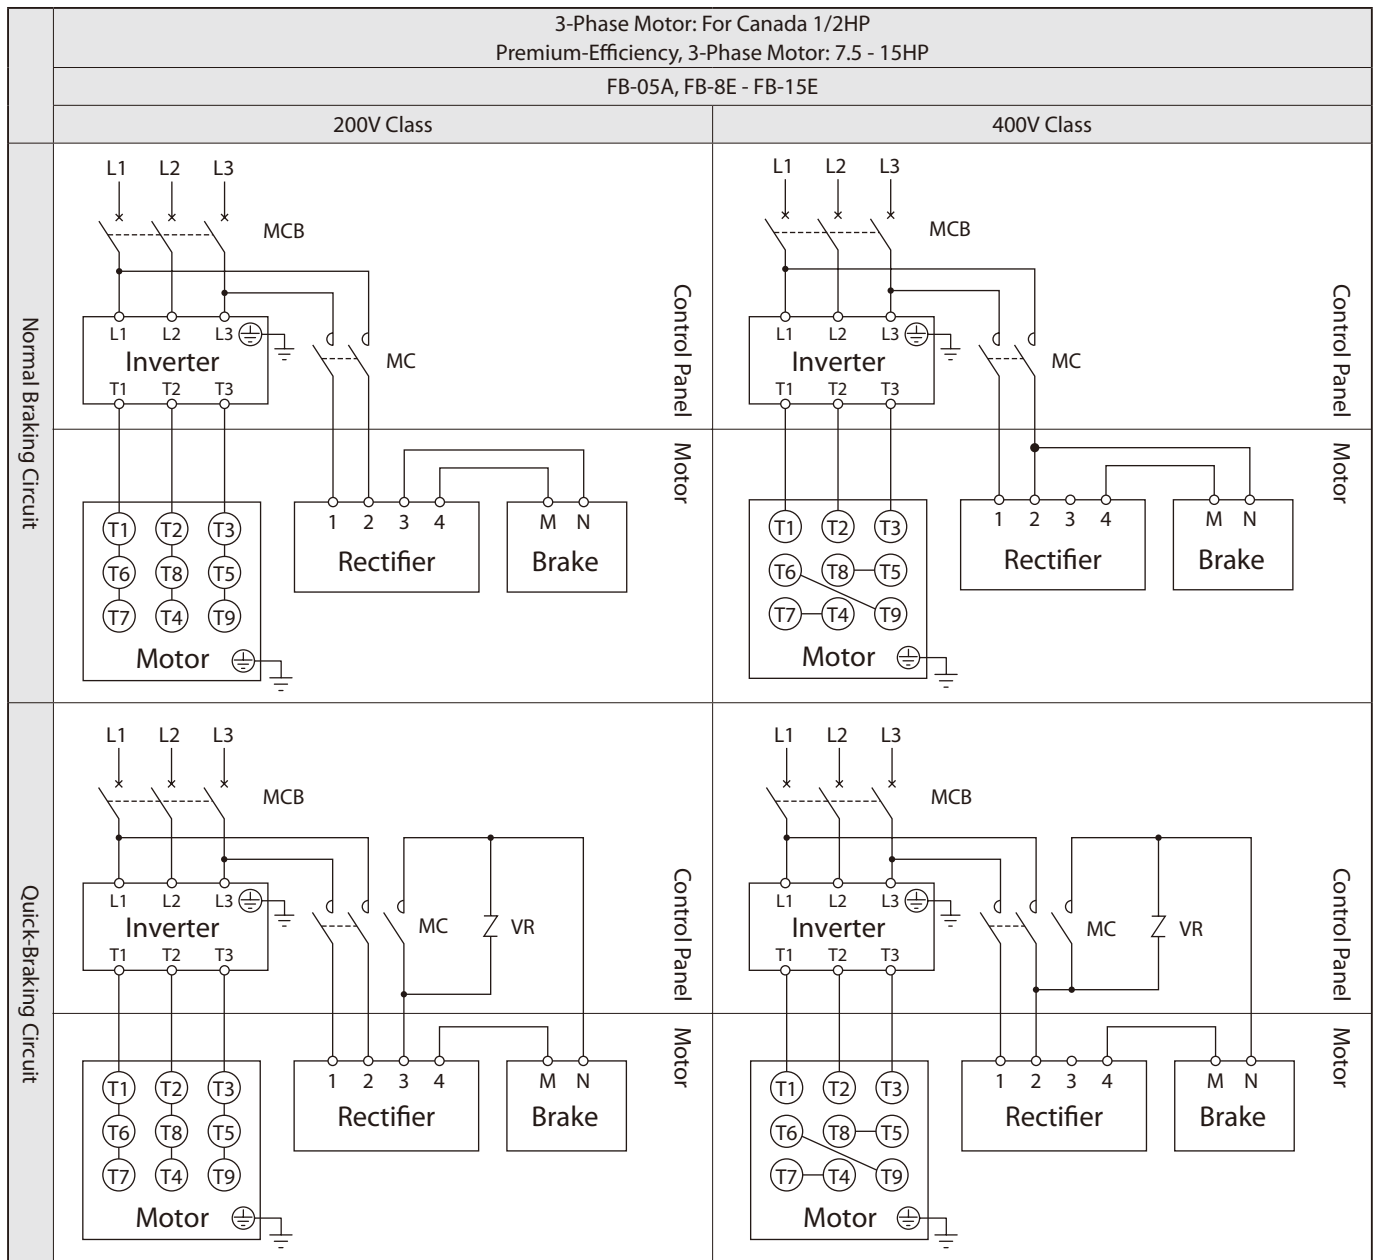 3-Phase Motor: For Canada 1/2HP
Premium-Efficiency, 3-Phase Motor: 7.5 - 15HP
FB-05A, FB-8E - FB-15E
200V Class
400V Class
Normal Braking Circuit
L1 L2 L3
MCB
L1 L2 L3
Inverter
T1 T2 T3
MC
Control Panel
Motor
T1 T2 T3
T6 T8 T5
T7 T4 T9
Motor
1 2 3 4
Rectifier
M N
Brake
L1 L2 L3
MCB
L1 L2 L3
Inverter
T1 T2 T3
MC
Control Panel
Motor
T1 T2 T3
T6 T8 T5
T7 T4 T9
Motor
1 2 3 4
Rectifier
M N
Brake
Quick-Braking Circuit
L1 L2 L3
MCB
L1 L2 L3
Inverter
T1 T2 T3
MC
VR
Control Panel
Motor
T1 T2 T3
T6 T8 T5
T7 T4 T9
Motor
1 2 3 4
Rectifier
M N
Brake
L1 L2 L3
MCB
L1 L2 L3
Inverter
T1 T2 T3
MC
VR
Control Panel
Motor
T1 T2 T3
T6 T8 T5
T7 T4 T9
Motor
1 2 3 4
Rectifier
M N
Brake